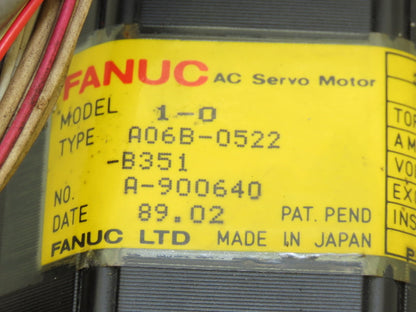 FANUC AC Servo Motor
MODEL 1-0
TYPE A06B-0522
-B351
NO. A-900640
DATE 89.02 PAT. PEND
FANUC LTD MADE IN JAPAN